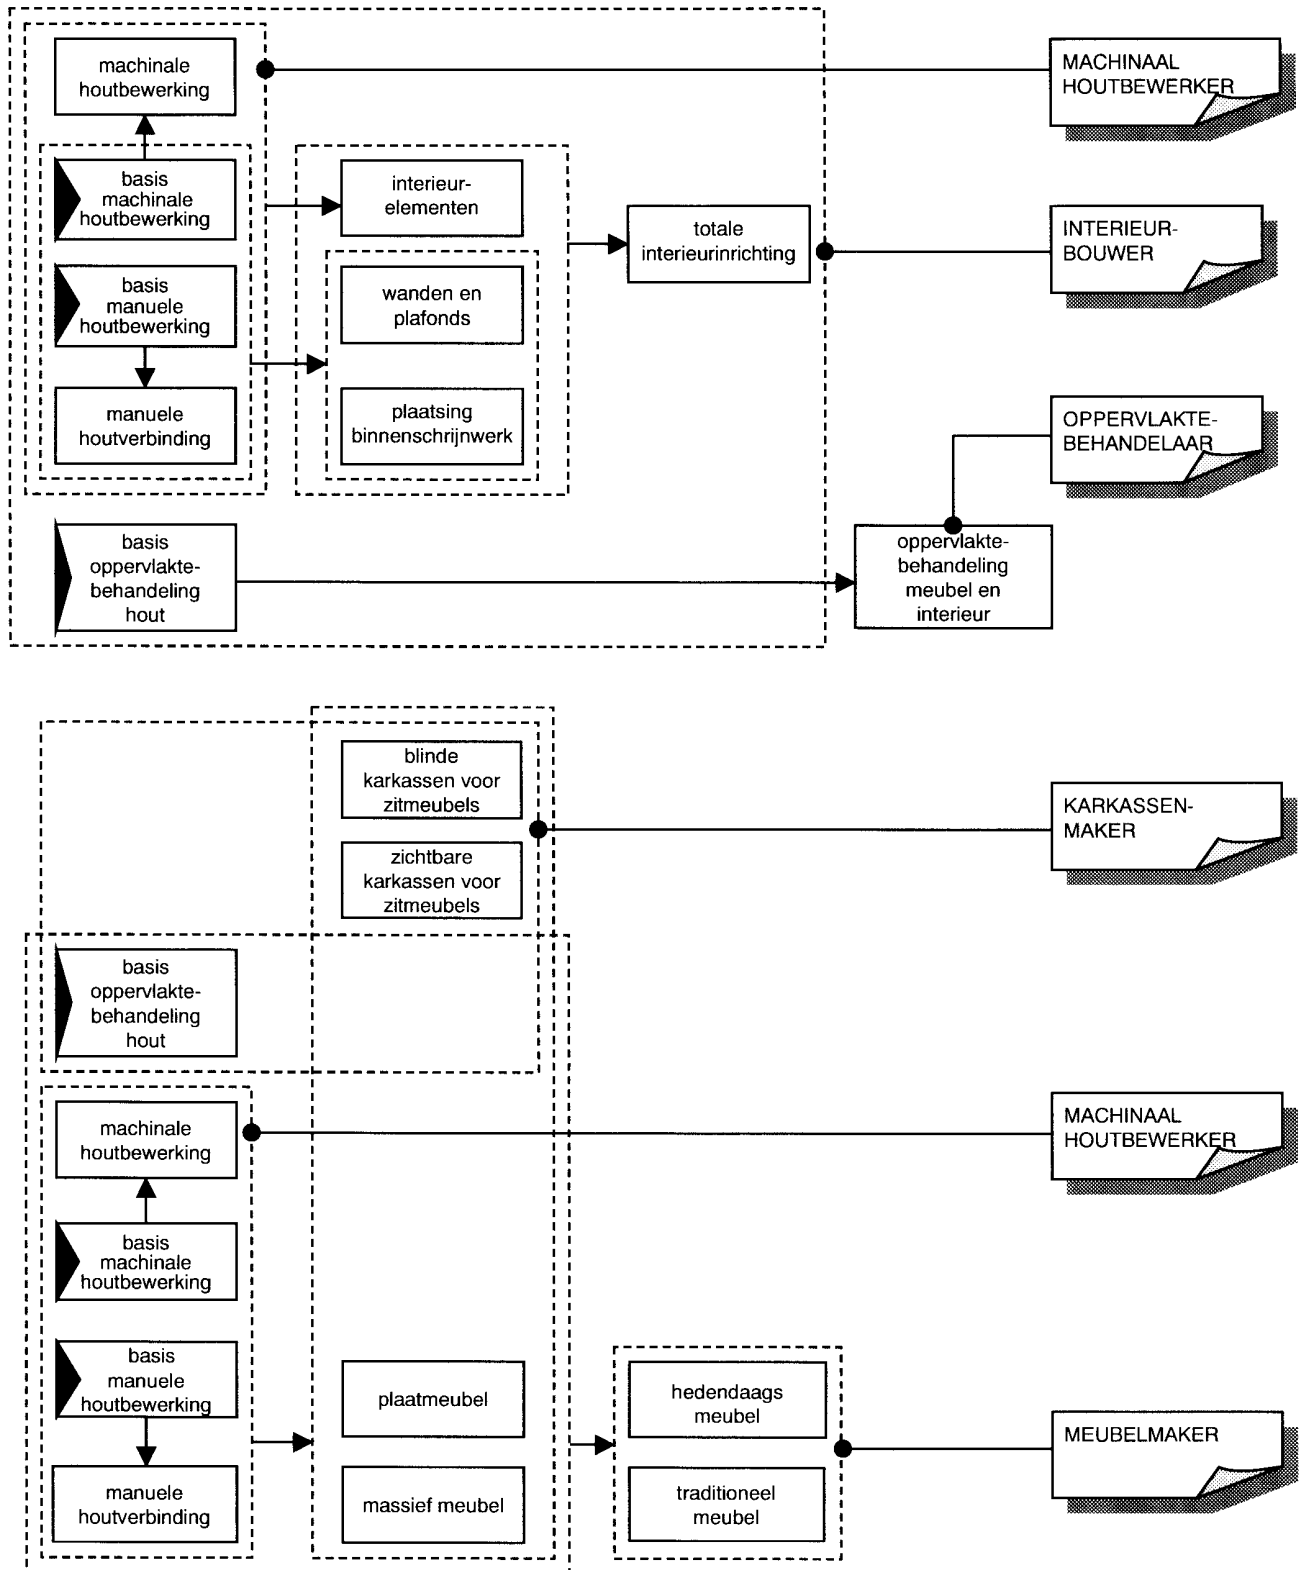 machinale
houtbewerking
MACHINAAL
HOUTBEWERKER
basis
machinale
houtbewerking
interieur-
elementen
totale
interieurinrichting
INTERIEUR-
BOUWER
basis
manuele
houtbewerking
wanden en
plafonds
manuele
houtverbinding
plaatsing
binnenschrijnwerk
OPPERVLAKTE-
BEHANDELAAR
basis
oppervlakte-
behandeling
hout
oppervlakte-
behandeling
meubel en
interieur
blinde
karkassen voor
zitmeubels
KARKASSEN-
MAKER
zichtbare
karkassen voor
zitmeubels
basis
oppervlakte-
behandeling
hout
machinale
houtbewerking
MACHINAAL
HOUTBEWERKER
basis
machinale
houtbewerking
basis
manuele
houtbewerking
plaatmeubel
hedendaags
meubel
MEUBELMAKER
manuele
houtverbinding
massief meubel
traditioneel
meubel